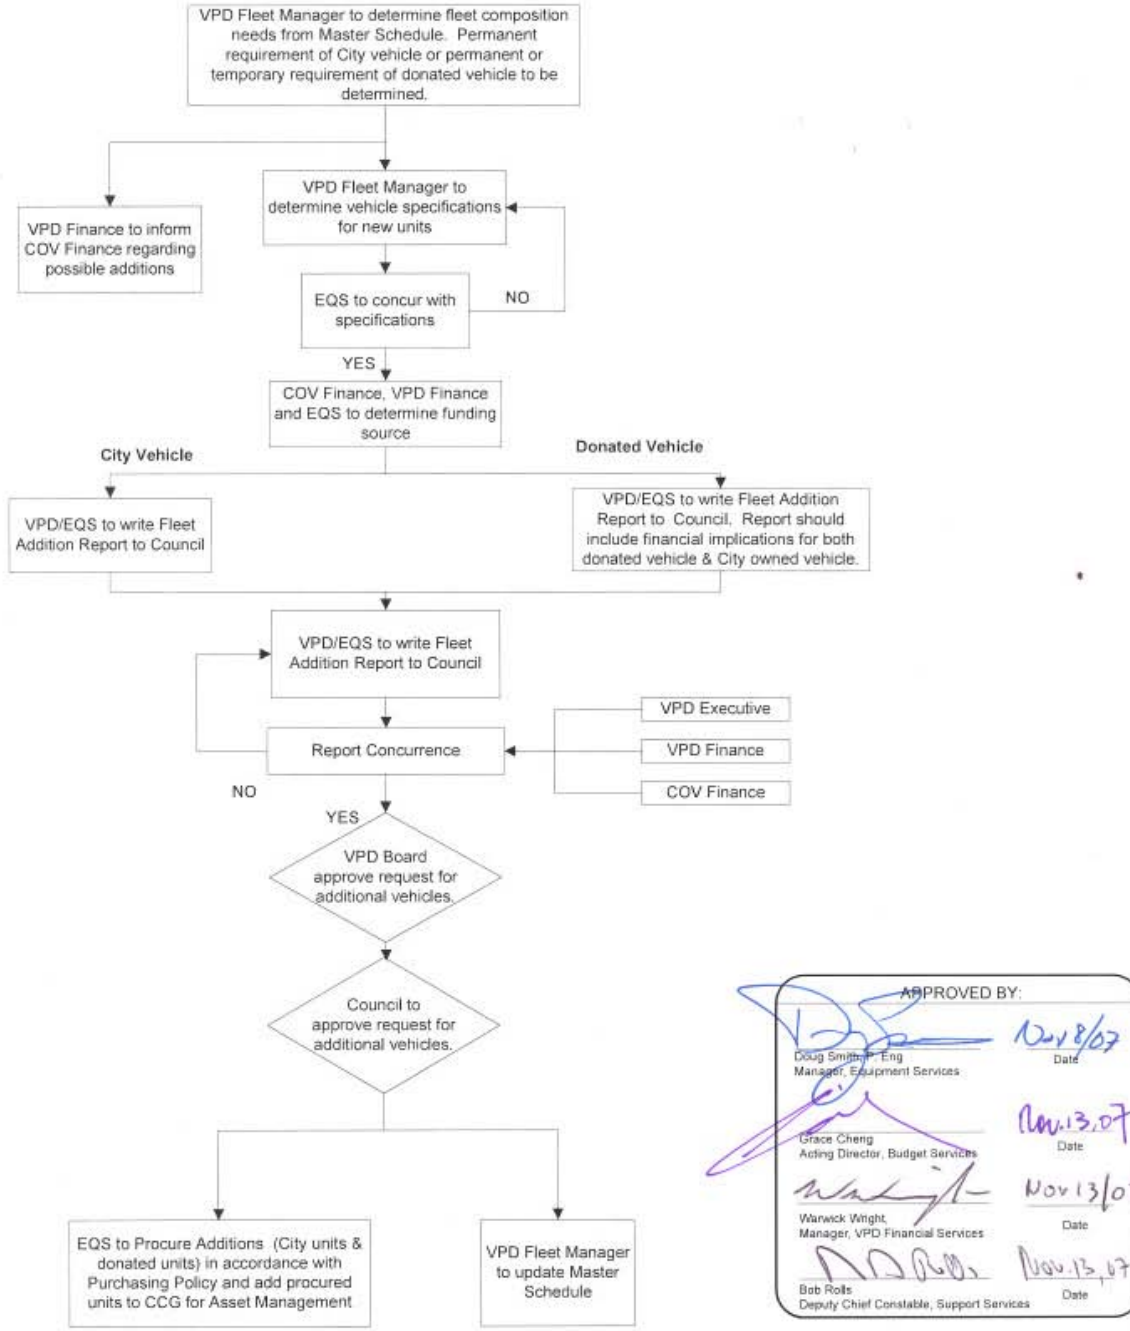 VPD Fleet Manager to determine fleet composition
needs from Master Schedule. Permanent
requirement of City vehicle or permanent or
temporary requirement of donated vehicle to be
determined.
VPD Fleet Manager to
determine vehicle specifications
for new units
VPD Finance to inform
COV Finance regarding
possible additions
EQS to concur with
specifications
NO
YES
COV Finance, VPD Finance
and EQS to determine funding
source
City Vehicle
Donated Vehicle
VPD/EQS to write Fleet
Addition Report to Council
VPD/EQS to write Fleet Addition
Report to Council. Report should
include financial implications for both
donated vehicle & City owned vehicle.
VPD/EQS to write Fleet
Addition Report to Council
Report Concurrence
VPD Executive
VPD Finance
COV Finance
NO
YES
VPD Board
approve request for
additional vehicles.
Council to
approve request for
additional vehicles.
EQS to Procure Additions (City units &
donated units) in accordance with
Purchasing Policy and add procured
units to CCG for Asset Management
VPD Fleet Manager
to update Master
Schedule
APPROVED BY:
Nov 8/07
Doug Smith, P. Eng
Date
Manager, Equipment Services
Nov.13,07
Grace Cheng
Date
Acting Director, Budget Services
Nov 13/0
Warwick Wright,
Date
Manager, VPD Financial Services
Nov.13,07
Bob Rolls
Date
Deputy Chief Constable, Support Services